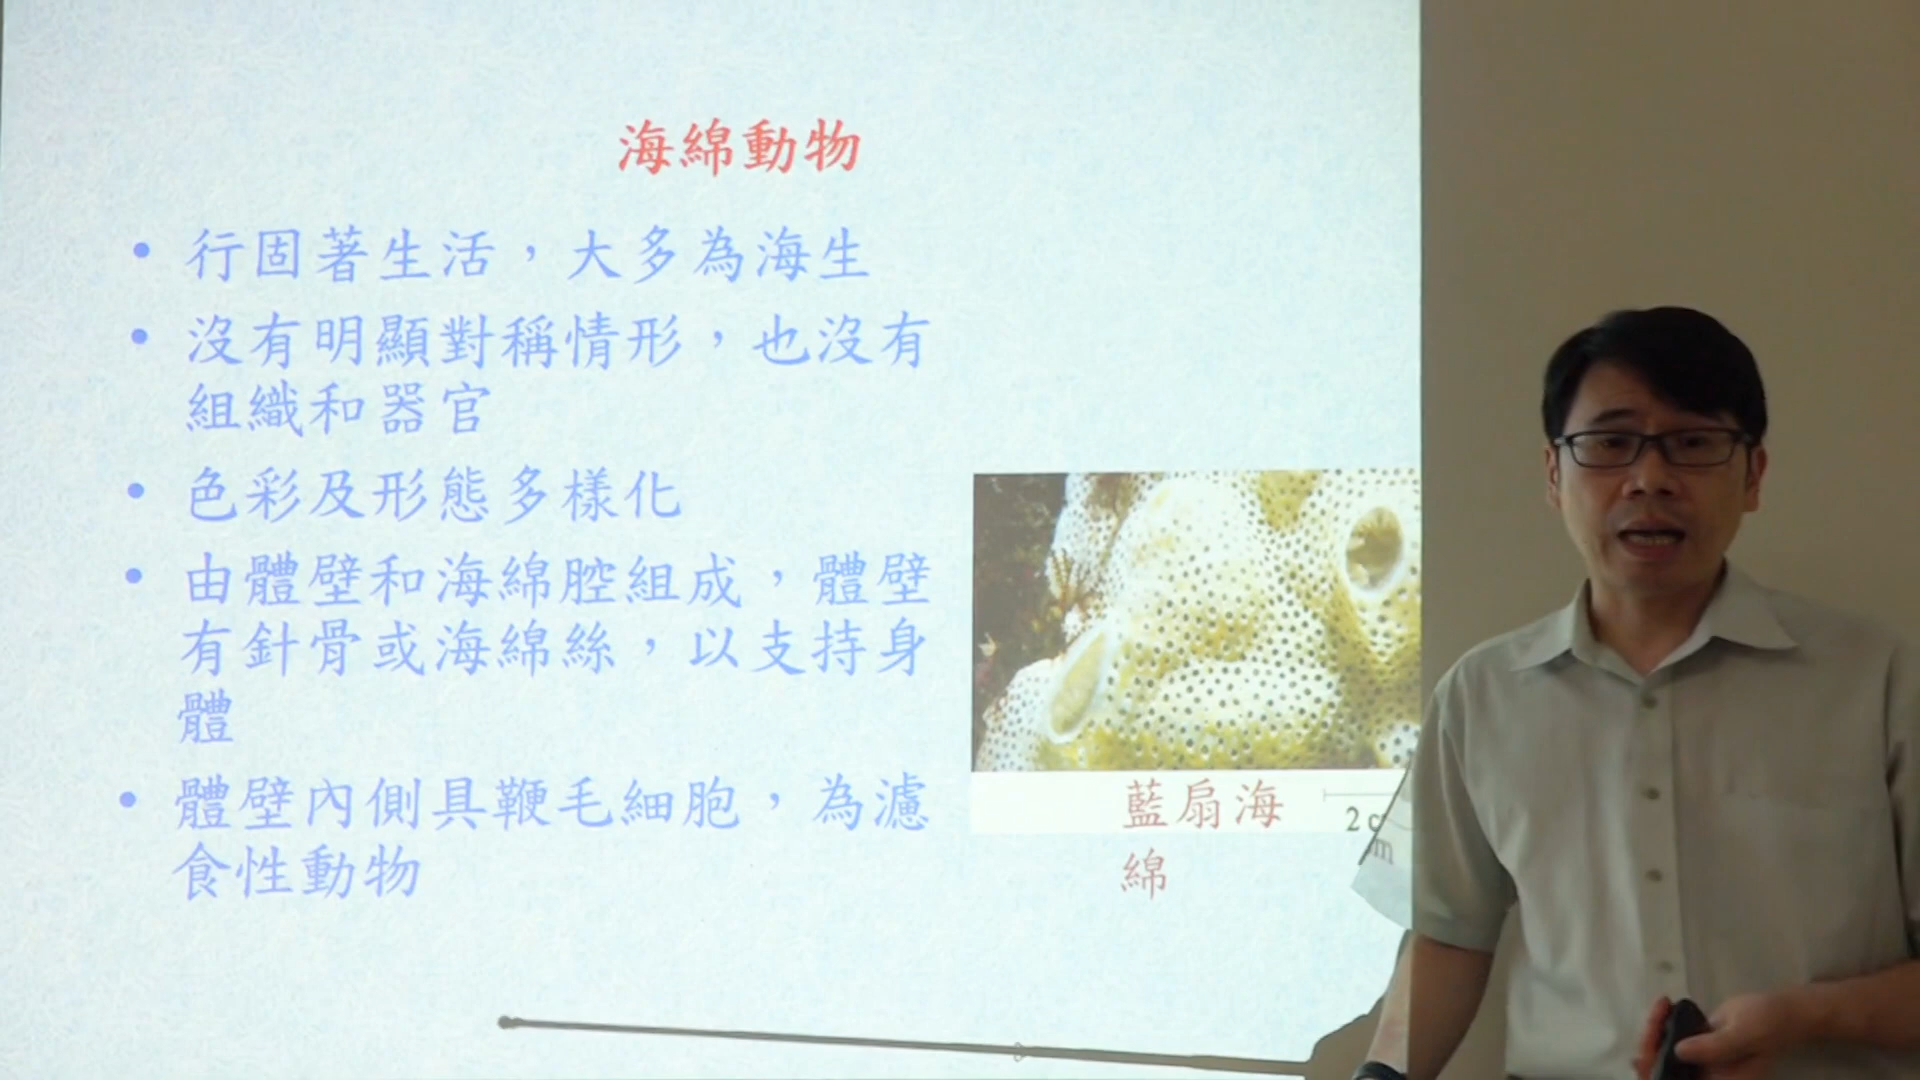 海綿動物
• 行固著生活，大多為海生
• 沒有明顯對稱情形，也沒有
組織和器官
• 色彩及形態多樣化
• 由體壁和海綿腔組成，體壁
有針骨或海綿絲，以支持身
體
• 體壁內側具鞭毛細胞，為濾
食性動物
藍扇海
綿
2 cm